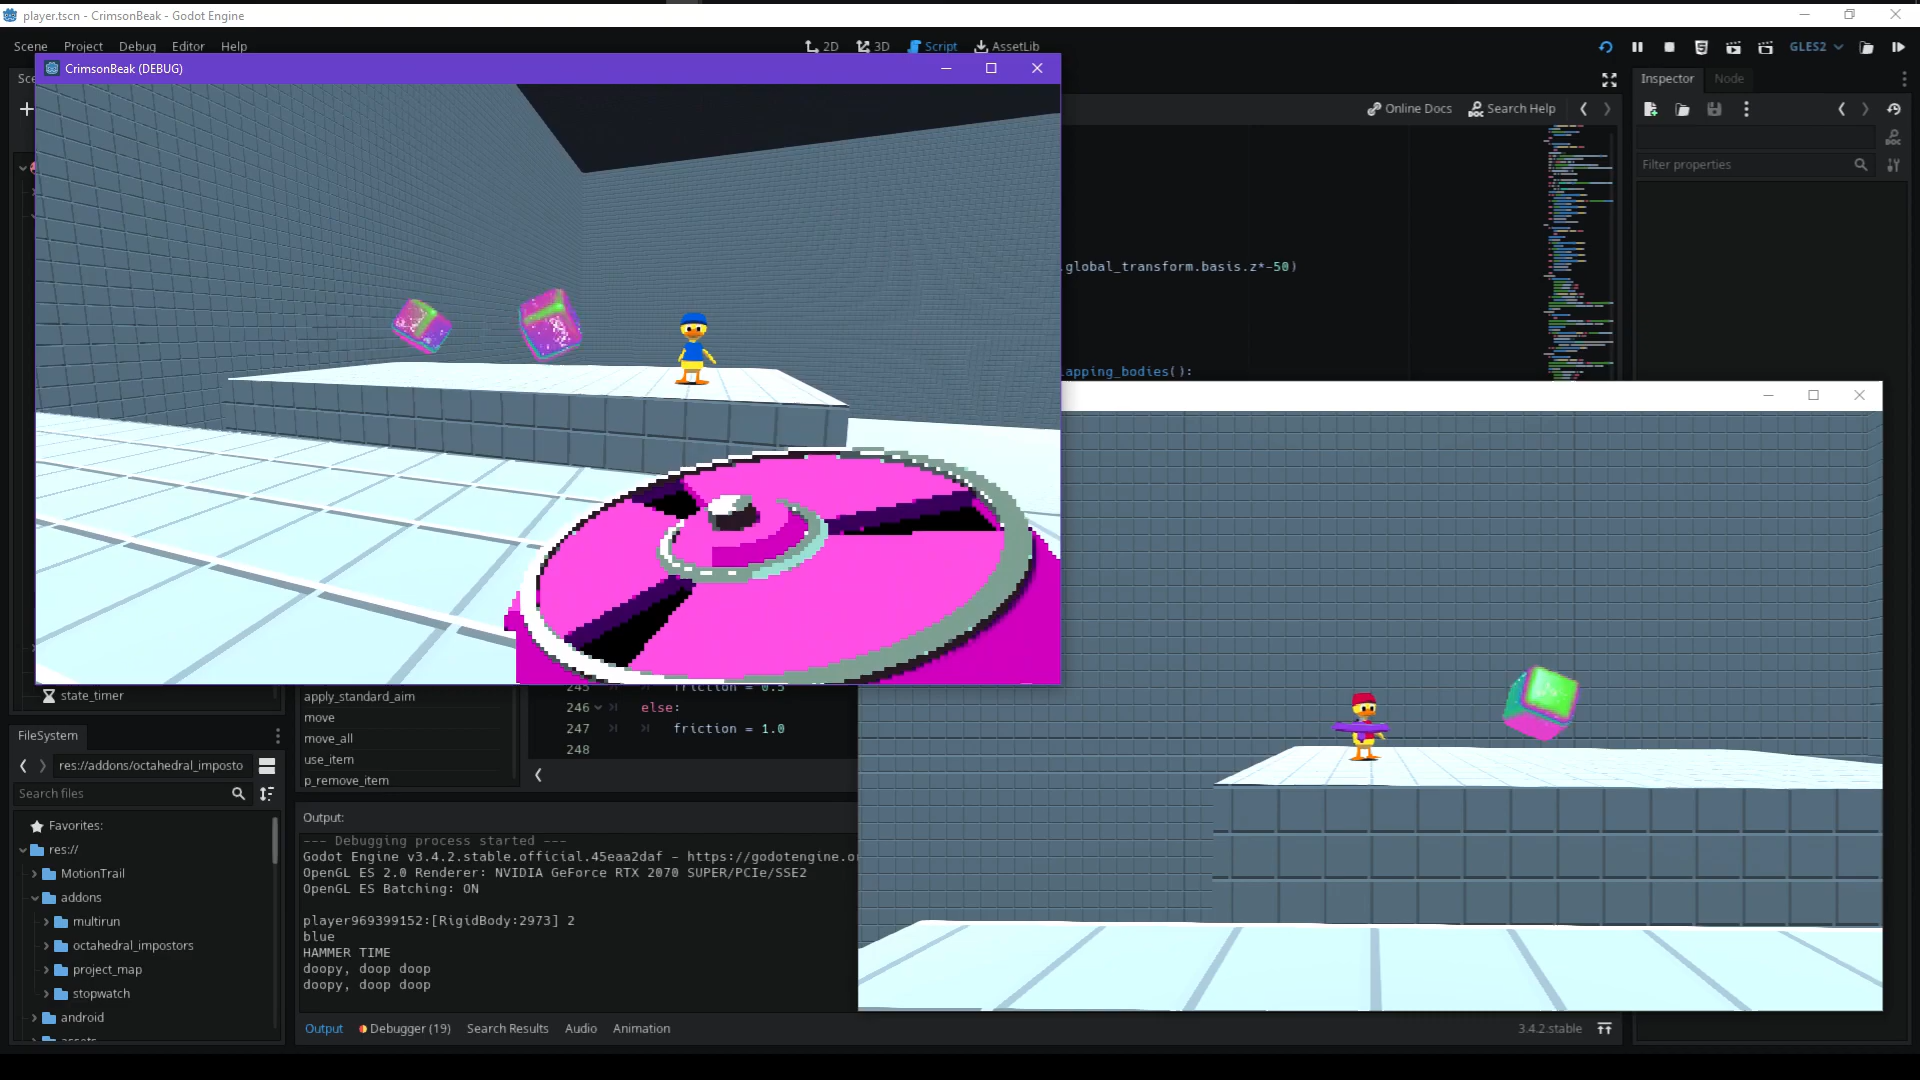 player.tscn - CrimsonBeak - Godot Engine
Scene Project Debug Editor Help
2D 3D Script AssetLib
GLES2
CrimsonBeak (DEBUG)
Inspector Node
Online Docs Search Help
Filter properties
.global_transform.basis.z*-50)
apping_bodies():
state_timer
apply_standard_aim
move
move_all
use_item
p_remove_item
245 friction = 0.5
246 else:
247 friction = 1.0
248
FileSystem
res://addons/octahedral_imposto
Search files
Favorites:
res://
MotionTrail
addons
multirun
octahedral_impostors
project_map
stopwatch
android
Output:
--- Debugging process started ---
Godot Engine v3.4.2.stable.official.45eaa2daf - https://godotengine.o
OpenGL ES 2.0 Renderer: NVIDIA GeForce RTX 2070 SUPER/PCIe/SSE2
OpenGL ES Batching: ON
player969399152:[RigidBody:2973] 2
blue
HAMMER TIME
doopy, doop doop
doopy, doop doop
Output Debugger (19) Search Results Audio Animation
3.4.2.stable